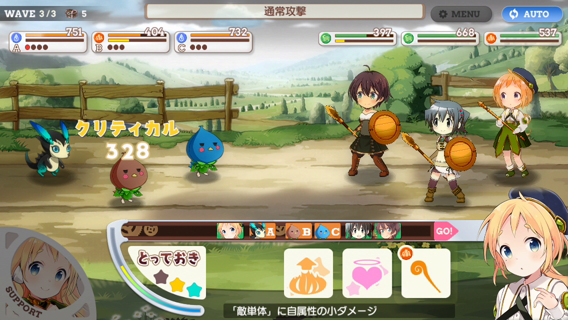 WAVE 3/3 5
通常攻撃
MENU
AUTO
751
A
404
B
732
C
397
668
537
クリティカル
328
A B C
GO!
とっておき
SUPPORT
「敵単体」に自属性の小ダメージ